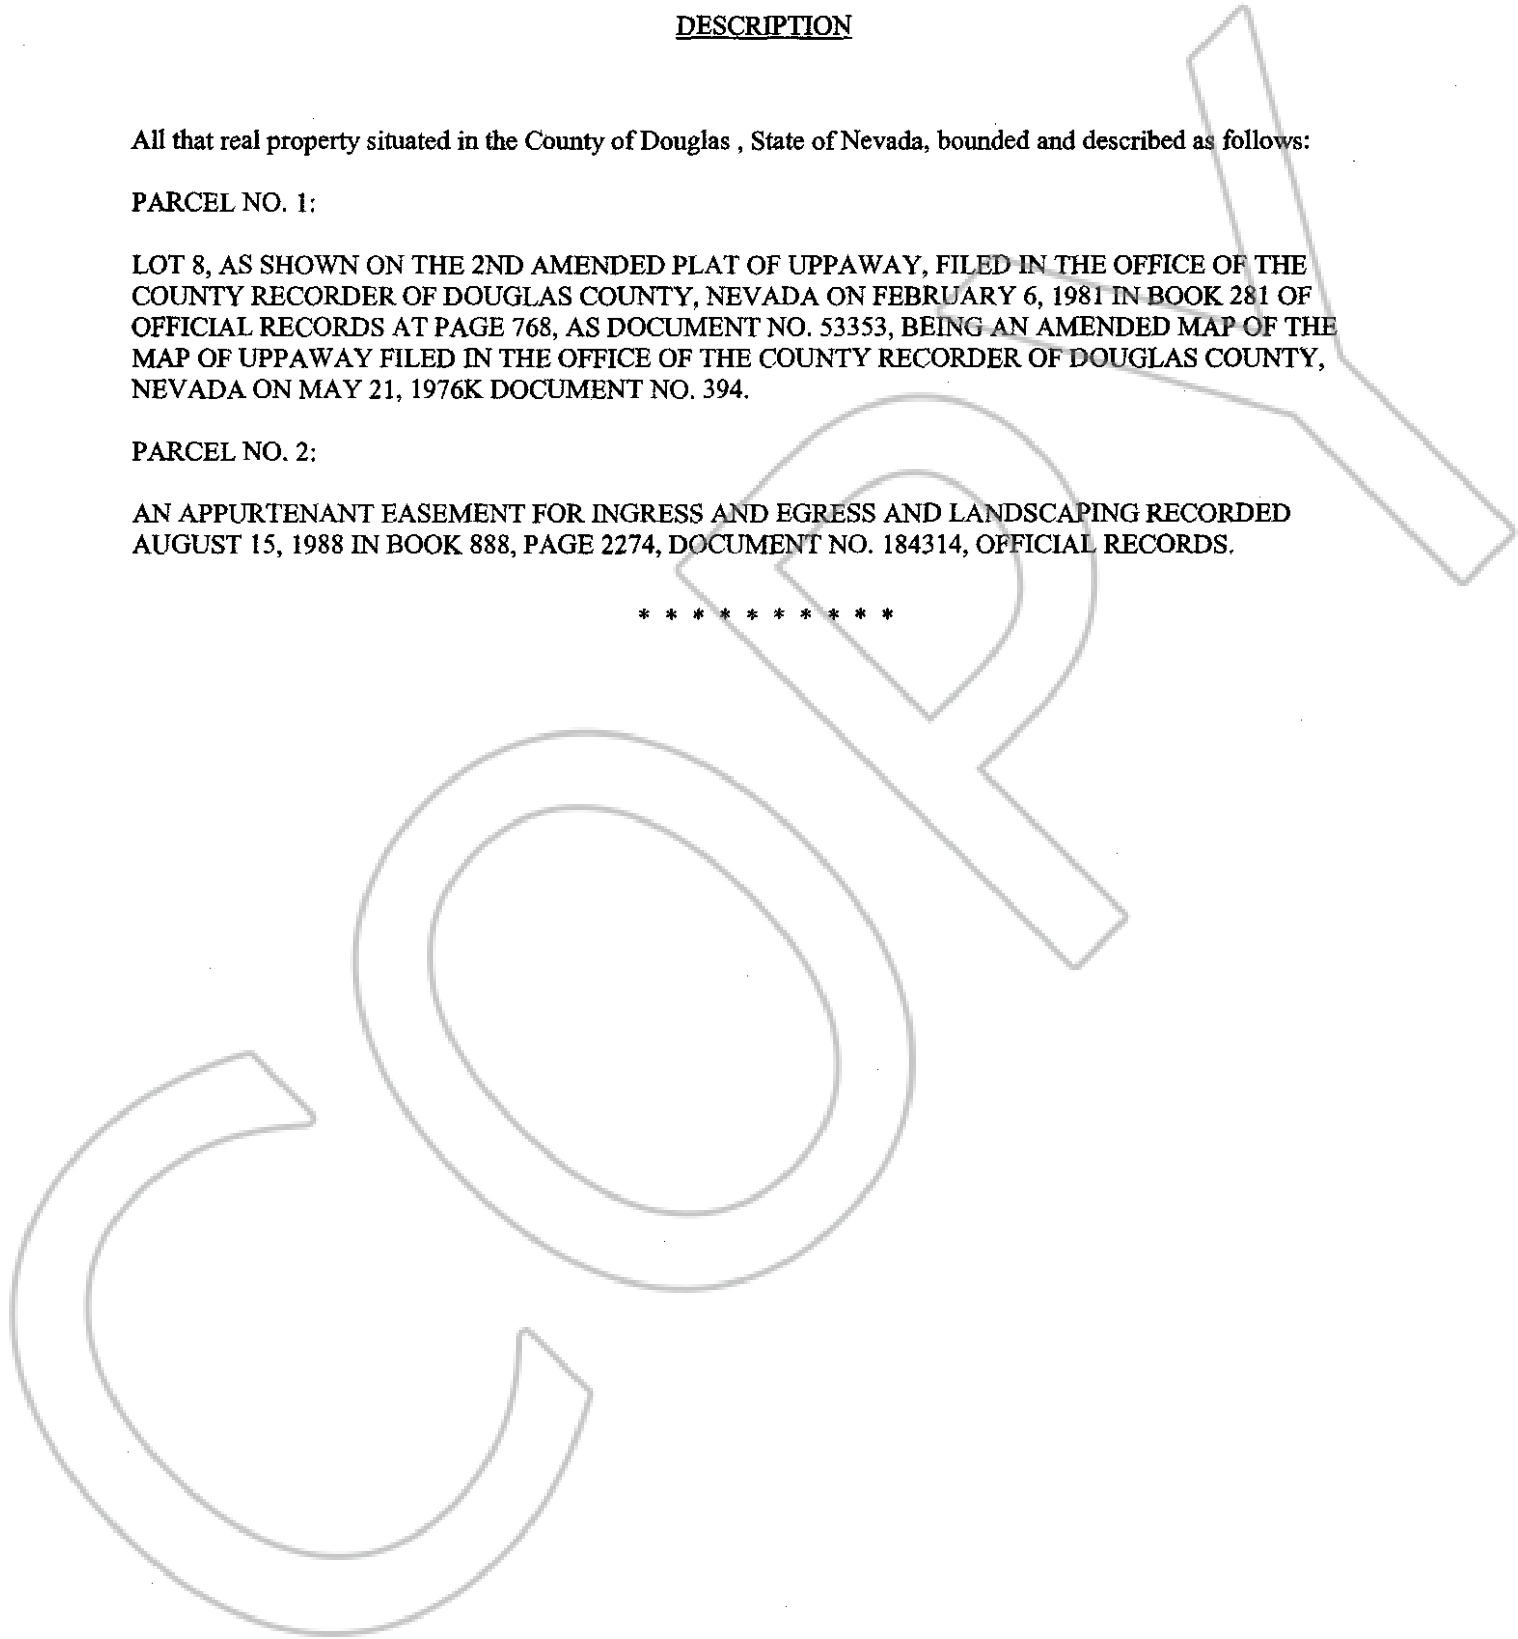 DESCRIPTION
All that real property situated in the County of Douglas , State of Nevada, bounded and described as follows:
PARCEL NO. 1:
LOT 8, AS SHOWN ON THE 2ND AMENDED PLAT OF UPPAWAY, FILED IN THE OFFICE OF THE
COUNTY RECORDER OF DOUGLAS COUNTY, NEVADA ON FEBRUARY 6, 1981 IN BOOK 281 OF
OFFICIAL RECORDS AT PAGE 768, AS DOCUMENT NO. 53353, BEING AN AMENDED MAP OF THE
MAP OF UPPAWAY FILED IN THE OFFICE OF THE COUNTY RECORDER OF DOUGLAS COUNTY,
NEVADA ON MAY 21, 1976K DOCUMENT NO. 394.
PARCEL NO. 2:
AN APPURTENANT EASEMENT FOR INGRESS AND EGRESS AND LANDSCAPING RECORDED
AUGUST 15, 1988 IN BOOK 888, PAGE 2274, DOCUMENT NO. 184314, OFFICIAL RECORDS.
* * * * * * * * * *
COPY